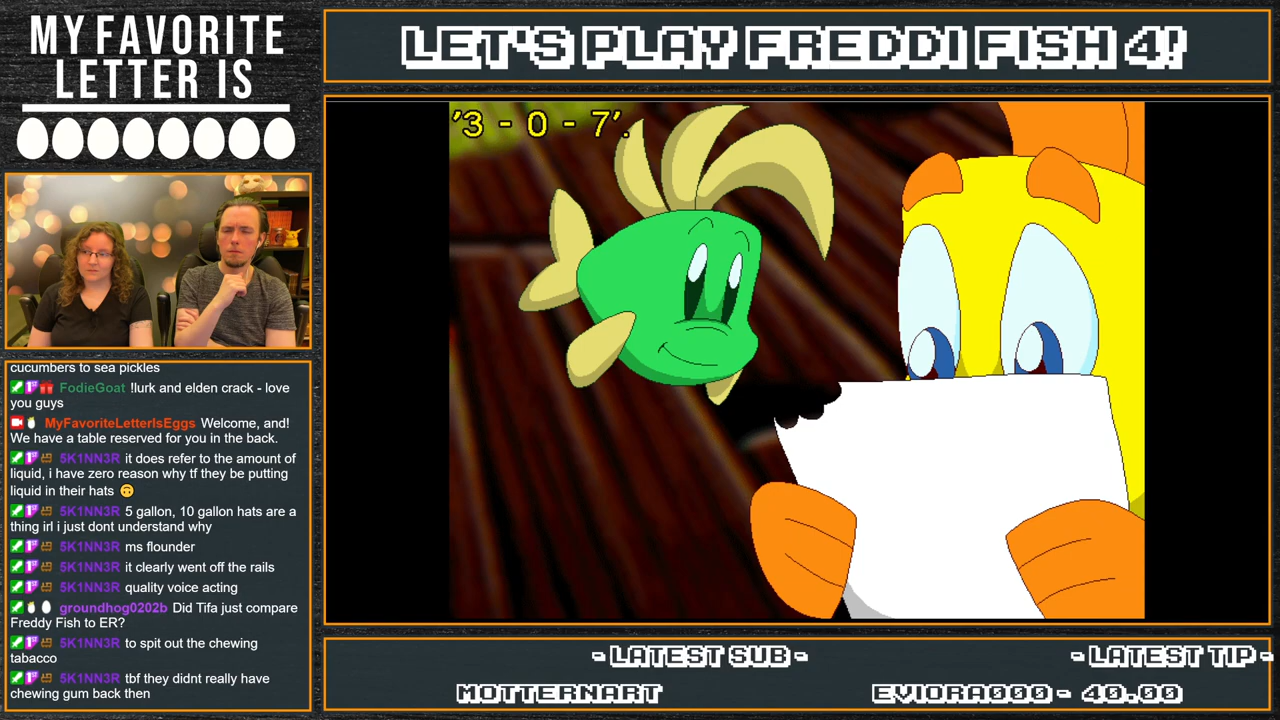 MY FAVORITE
LETTER IS
LET'S PLAY FREDDI FISH 4!
'3 - 0 - 7'.
cucumbers to sea pickles
FodieGoat !lurk and elden crack - love
you guys
MyFavoriteLetterIsEggs Welcome, and!
We have a table reserved for you in the back.
5K1NN3R it does refer to the amount of
liquid, i have zero reason why tf they be putting
liquid in their hats 🙃
5K1NN3R 5 gallon, 10 gallon hats are a
thing irl i just dont understand why
5K1NN3R ms flounder
5K1NN3R it clearly went off the rails
5K1NN3R quality voice acting
groundhog0202b Did Tifa just compare
Freddy Fish to ER?
5K1NN3R to spit out the chewing
tabacco
5K1NN3R tbf they didnt really have
chewing gum back then
- LATEST SUB -
MOTTERNART
- LATEST TIP -
EVIORA000 - 40.00